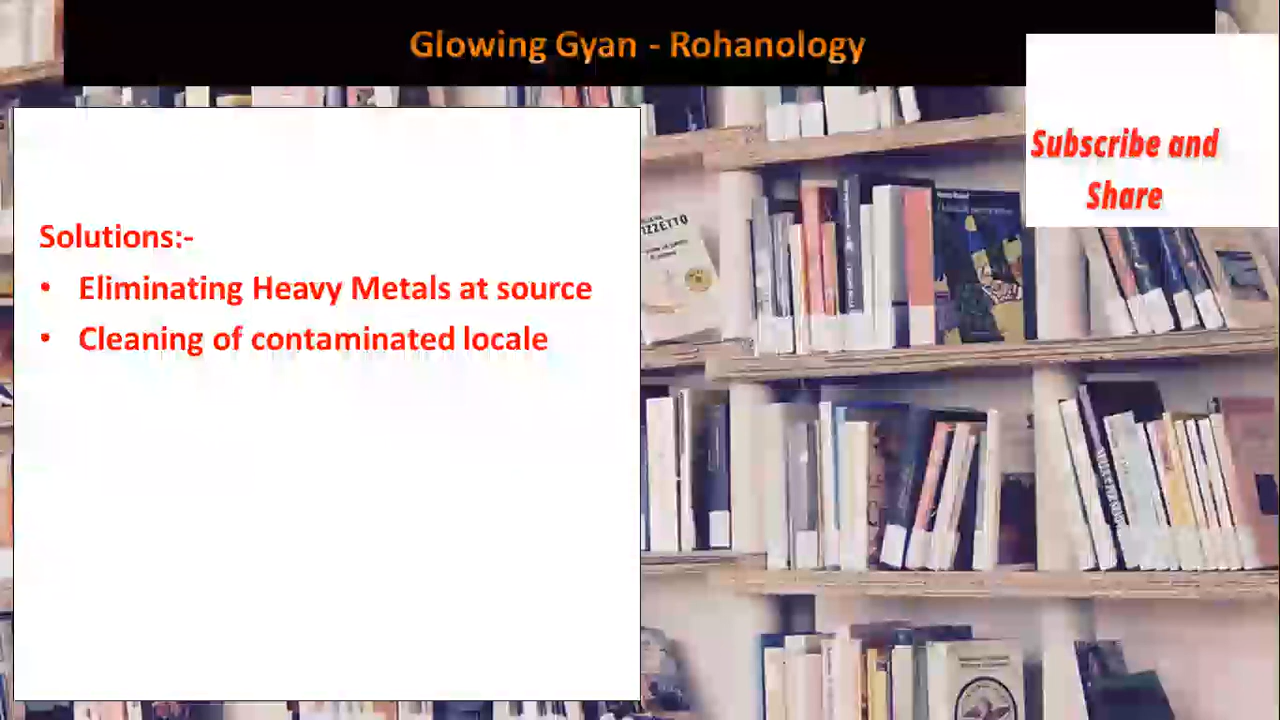 Glowing Gyan - Rohanology
Subscribe and
Share
Solutions:-
• Eliminating Heavy Metals at source
• Cleaning of contaminated locale